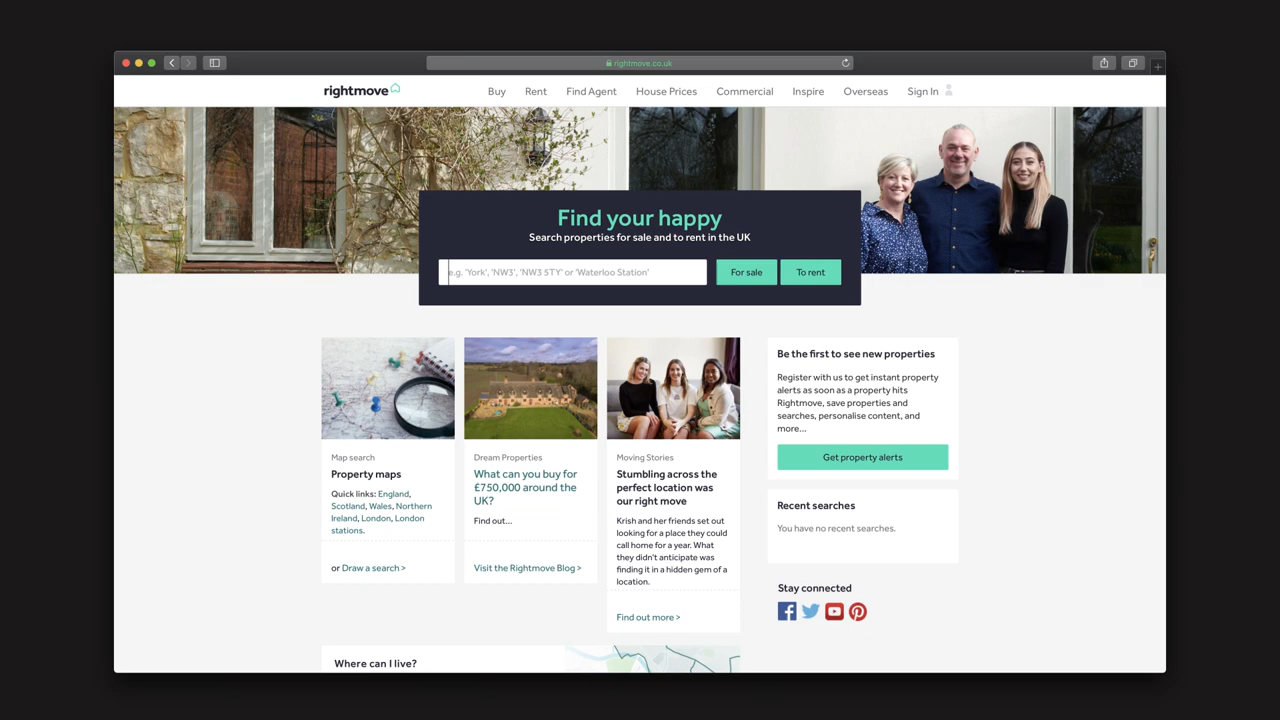 rightmove.co.uk
rightmove
Buy Rent Find Agent House Prices Commercial Inspire Overseas Sign In
Find your happy
Search properties for sale and to rent in the UK
e.g. 'York', 'NW3', 'NW3 5TY' or 'Waterloo Station'
For sale To rent
Map search
Property maps
Quick links: England,
Scotland, Wales, Northern
Ireland, London, London
stations.
or Draw a search >
Dream Properties
What can you buy for
£750,000 around the
UK?
Find out...
Visit the Rightmove Blog >
Moving Stories
Stumbling across the
perfect location was
our right move
Krish and her friends set out
looking for a place they could
call home for a year. What
they didn't anticipate was
finding it in a hidden gem of a
location.
Find out more >
Be the first to see new properties
Register with us to get instant property
alerts as soon as a property hits
Rightmove, save properties and
searches, personalise content, and
more...
Get property alerts
Recent searches
You have no recent searches.
Stay connected
Where can I live?